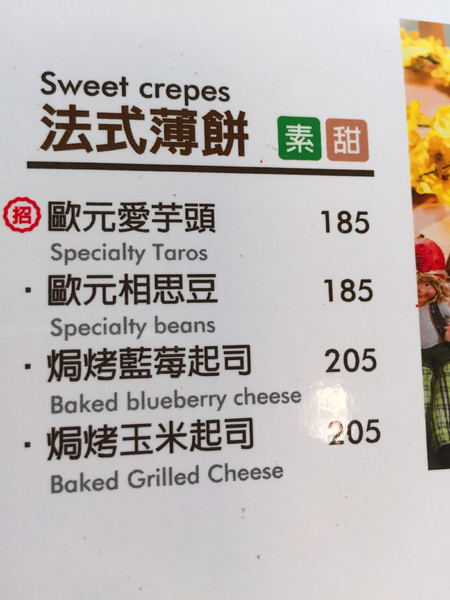 Sweet crepes
法式薄餅 素 甜
招 歐元愛芋頭 185
Specialty Taros
·歐元相思豆 185
Specialty beans
·焗烤藍莓起司 205
Baked blueberry cheese
·焗烤玉米起司 205
Baked Grilled Cheese